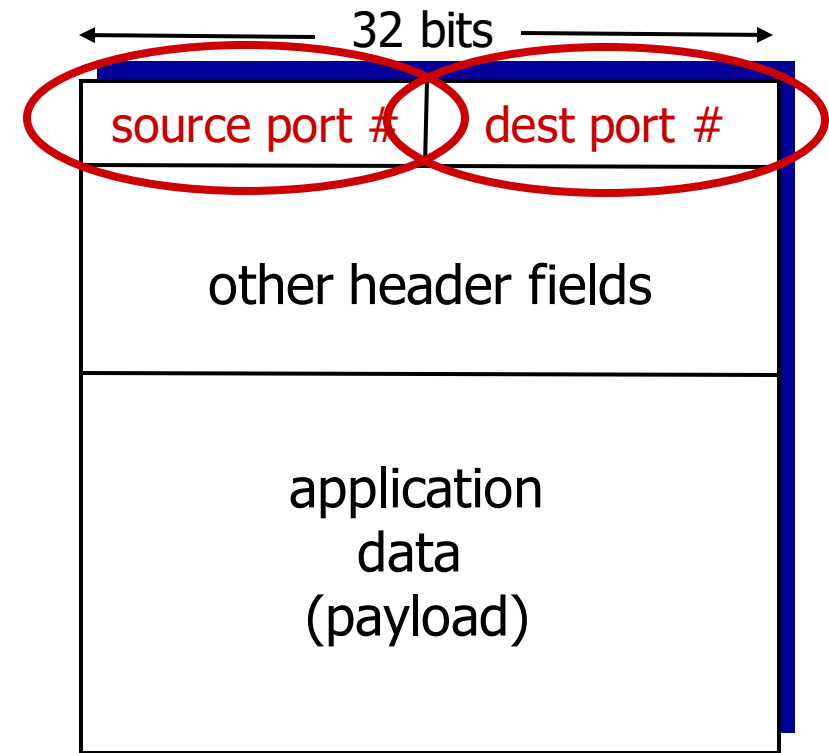 32 bits
source port # dest port #
other header fields
application
data
(payload)